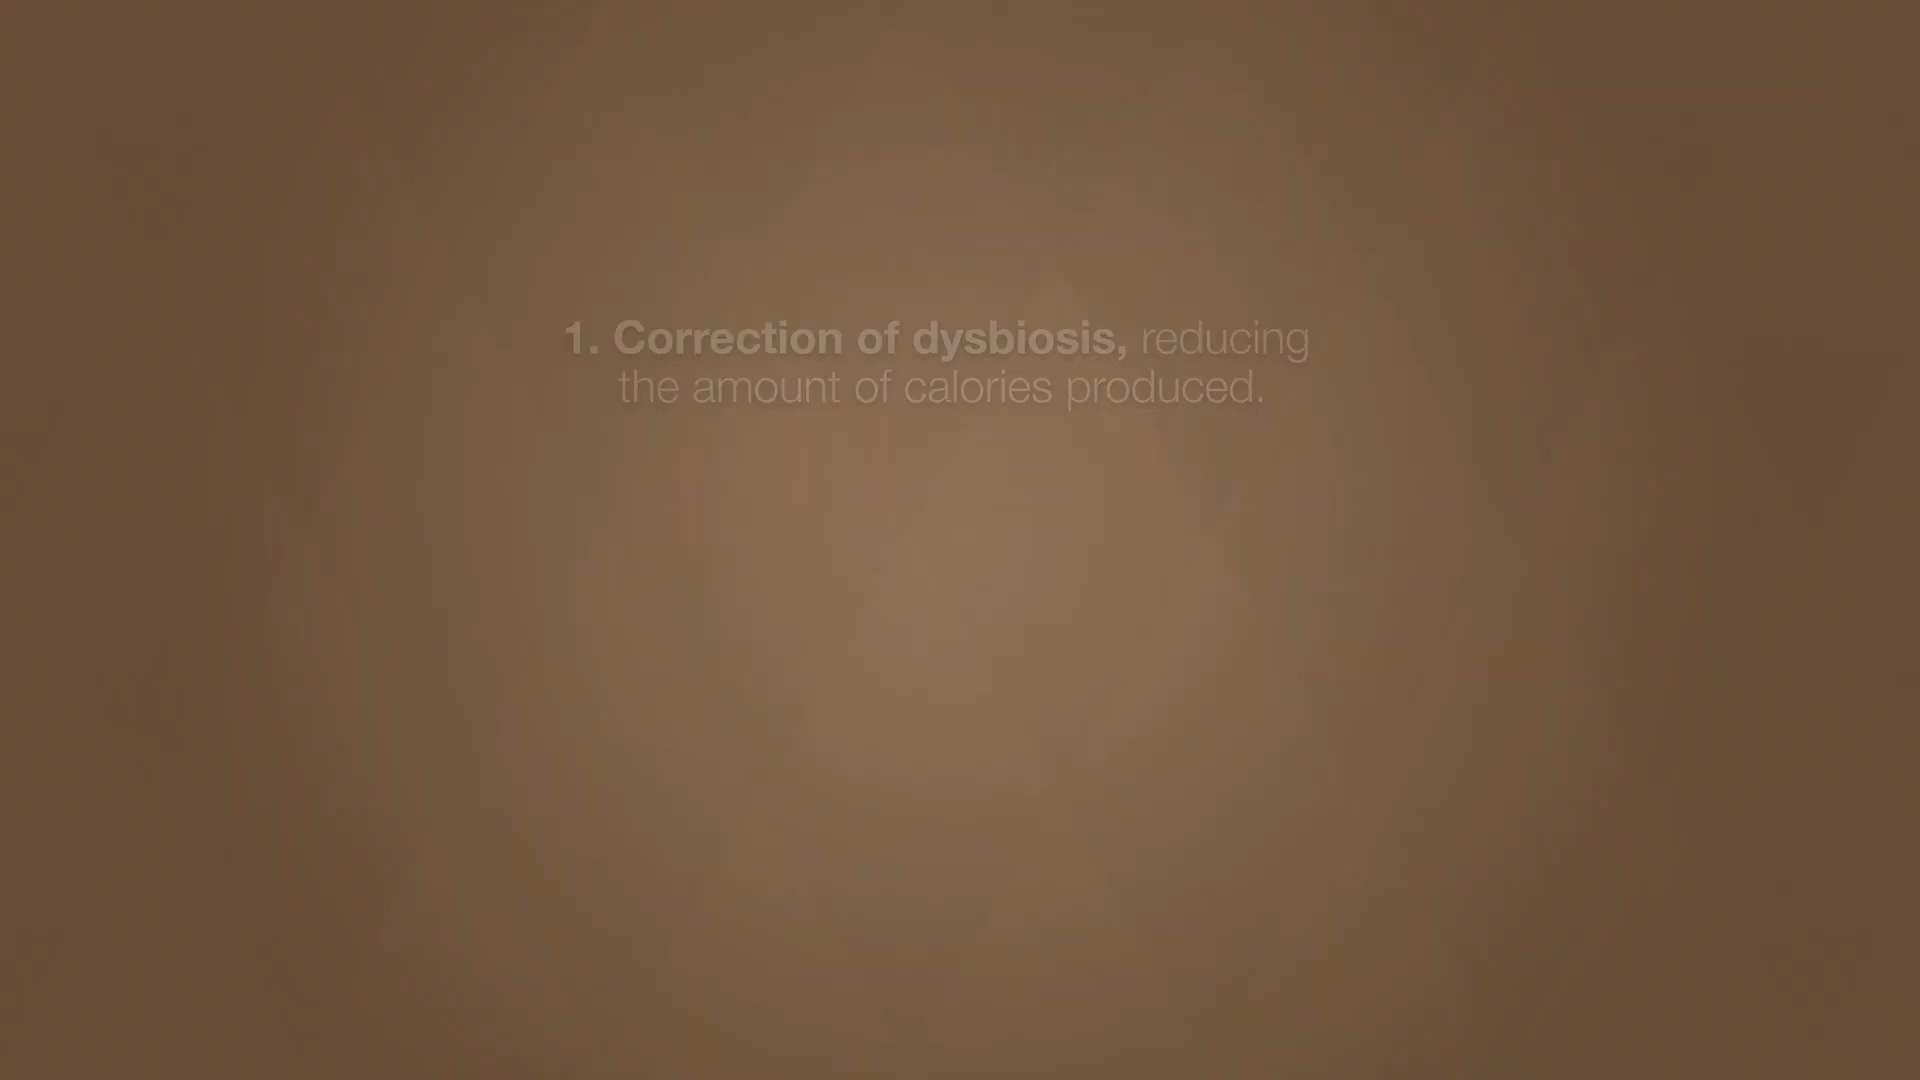 1. Correction of dysbiosis, reducing
the amount of calories produced.